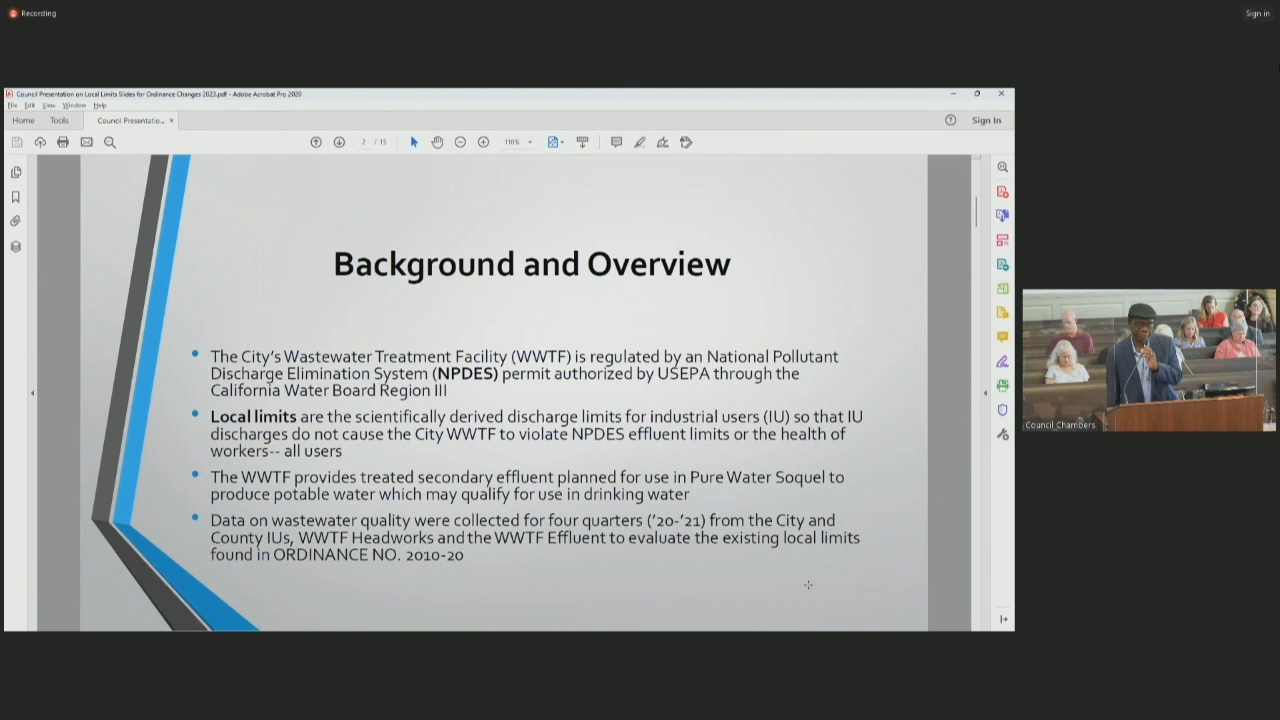 Recording
Sign in
Council Presentation on Local Limits Slides for Ordinance Changes 2023.pdf - Adobe Acrobat Pro 2020
File Edit View Window Help
Home Tools Council Presentatio... × Sign In
2 / 15 110%
Background and Overview
• The City's Wastewater Treatment Facility (WWTF) is regulated by an National Pollutant
Discharge Elimination System (NPDES) permit authorized by USEPA through the
California Water Board Region III
• Local limits are the scientifically derived discharge limits for industrial users (IU) so that IU
discharges do not cause the City WWTF to violate NPDES effluent limits or the health of
workers-- all users
• The WWTF provides treated secondary effluent planned for use in Pure Water Soquel to
produce potable water which may qualify for use in drinking water
• Data on wastewater quality were collected for four quarters ('20-'21) from the City and
County IUs, WWTF Headworks and the WWTF Effluent to evaluate the existing local limits
found in ORDINANCE NO. 2010-20
Council Chambers